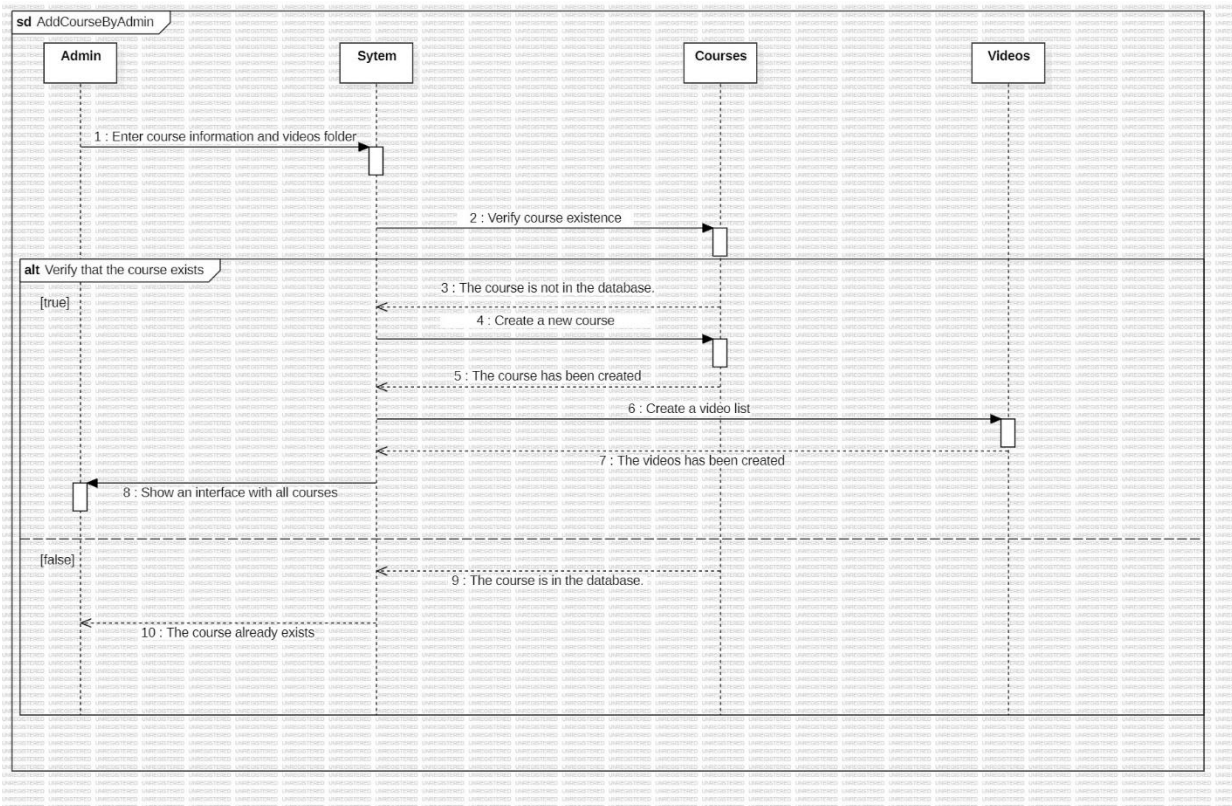 sd AddCourseByAdmin
Admin
Sytem
Courses
Videos
1 : Enter course information and videos folder
2 : Verify course existence
alt Verify that the course exists
[true]
3 : The course is not in the database.
4 : Create a new course
5 : The course has been created
6 : Create a video list
7 : The videos has been created
8 : Show an interface with all courses
[false]
9 : The course is in the database.
10 : The course already exists